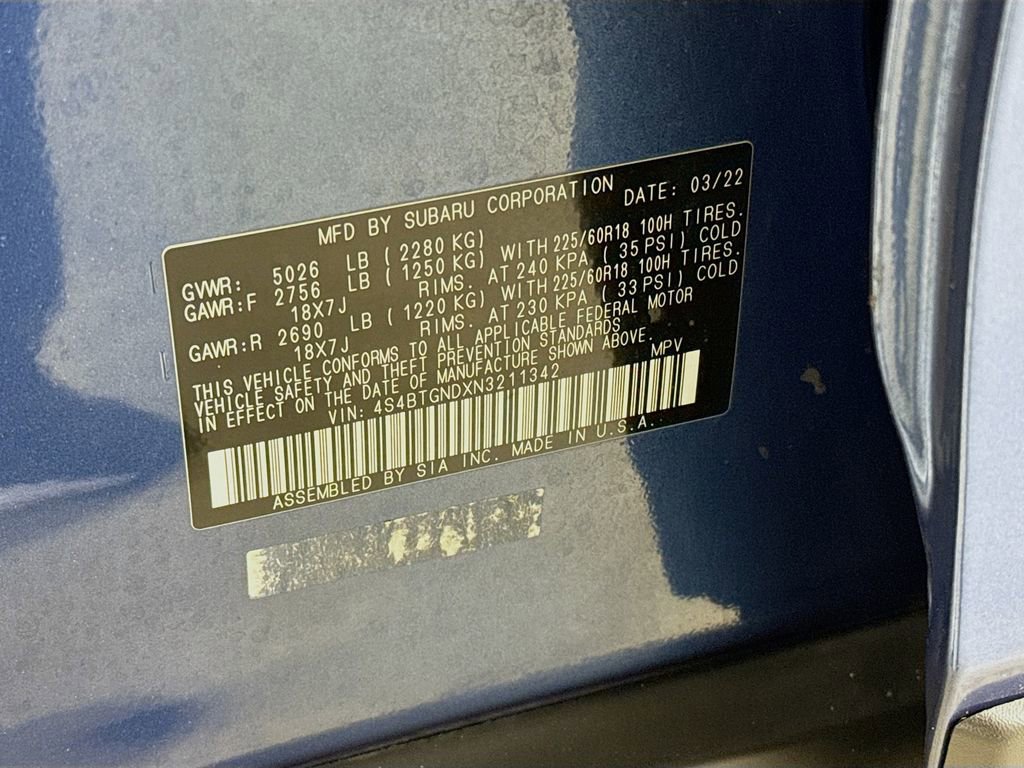 MFD BY SUBARU CORPORATION DATE: 03/22
GVWR: 5026 LB (2280 KG)
GAWR:F 2756 LB (1250 KG) WITH 225/60R18 100H TIRES.
18X7J RIMS. AT 240 KPA (35 PSI) COLD
GAWR:R 2690 LB (1220 KG) WITH 225/60R18 100H TIRES.
18X7J RIMS. AT 230 KPA (33 PSI) COLD
THIS VEHICLE CONFORMS TO ALL APPLICABLE FEDERAL MOTOR
VEHICLE SAFETY AND THEFT PREVENTION STANDARDS
IN EFFECT ON THE DATE OF MANUFACTURE SHOWN ABOVE.
VIN: 4S4BTGNDXN3211342 MPV
ASSEMBLED BY SIA INC. MADE IN U.S.A.